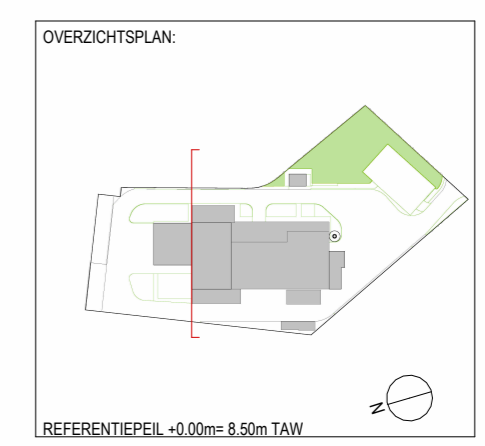 OVERZICHTSPLAN:
N
REFERENTIEPEIL +0.00m= 8.50m TAW